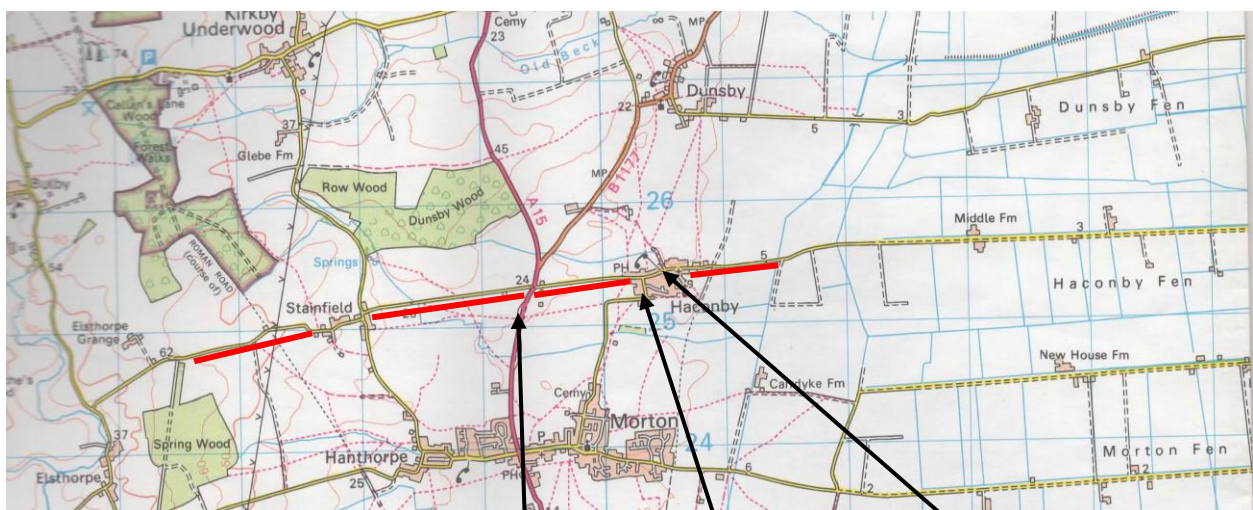 Kirkby
Underwood
Cemy
23
MP
Old Beck
74
P
73
Callan's Lane
Wood
Forest
Walks
37
Glebe Fm
22
Dunsby
5
3
Dunsby Fen
45
Row Wood
Dunsby Wood
A15
MP
B1177
26
Middle Fm
3
54
ROMAN ROAD
(course of)
Springs
24
PH
5
Haconby
Haconby Fen
Stainfield
25
Elsthorpe
Grange
62
New House Fm
Candyke Fm
Spring Wood
60
Cemy
Morton
24
37
Elsthorpe
Hanthorpe
25
P
PH
6
Morton Fen
2
2